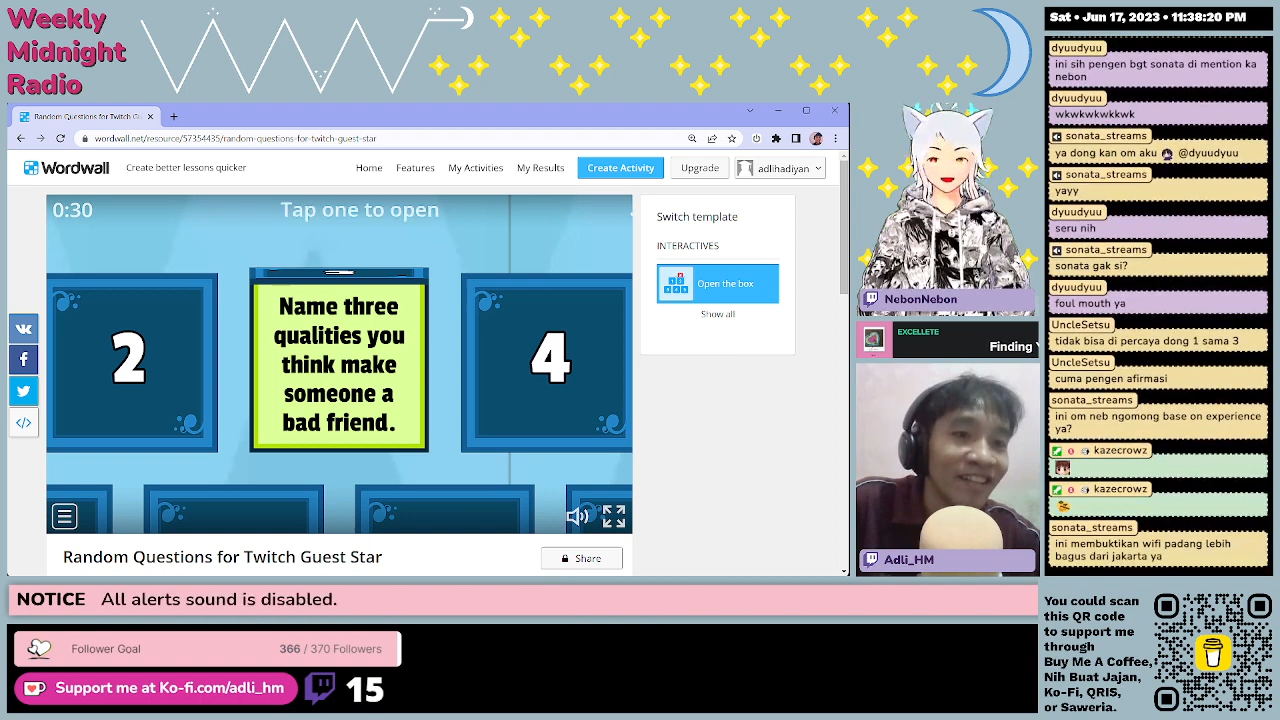 Weekly
Midnight
Radio
Sat • Jun 17, 2023 • 11:38:20 PM
Random Questions for Twitch G
wordwall.net/resource/57354435/random-questions-for-twitch-guest-star
Wordwall
Create better lessons quicker
Home
Features
My Activities
My Results
Create Activity
Upgrade
adlihadiyan
0:30
Tap one to open
2
Name three
qualities you
think make
someone a
bad friend.
4
Switch template
INTERACTIVES
Open the box
Show all
Random Questions for Twitch Guest Star
Share
NebonNebon
EXCELLETE
Finding
Adli_HM
dyuudyuu
ini sih pengen bgt sonata di mention ka
nebon
dyuudyuu
wkwkwkwkkwk
sonata_streams
ya dong kan om aku @dyuudyuu
sonata_streams
yayy
dyuudyuu
seru nih
sonata_streams
sonata gak si?
dyuudyuu
foul mouth ya
UncleSetsu
tidak bisa di percaya dong 1 sama 3
UncleSetsu
cuma pengen afirmasi
sonata_streams
ini om neb ngomong base on experience
ya?
kazecrowz
kazecrowz
sonata_streams
ini membuktikan wifi padang lebih
bagus dari jakarta ya
NOTICE All alerts sound is disabled.
Follower Goal
366 / 370 Followers
Support me at Ko-fi.com/adli_hm
15
You could scan
this QR code
to support me
through
Buy Me A Coffee,
Nih Buat Jajan,
Ko-Fi, QRIS,
or Saweria.